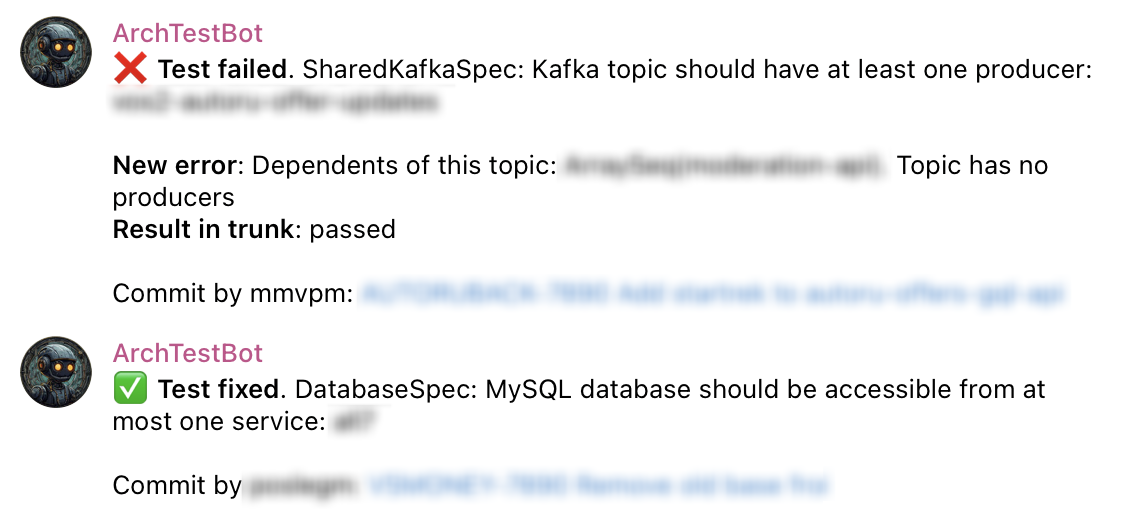 ArchTestBot
❌ Test failed. SharedKafkaSpec: Kafka topic should have at least one producer:
New error: Dependents of this topic: Topic has no
producers
Result in trunk: passed
Commit by mmvpm:
ArchTestBot
✅ Test fixed. DatabaseSpec: MySQL database should be accessible from at
most one service:
Commit by